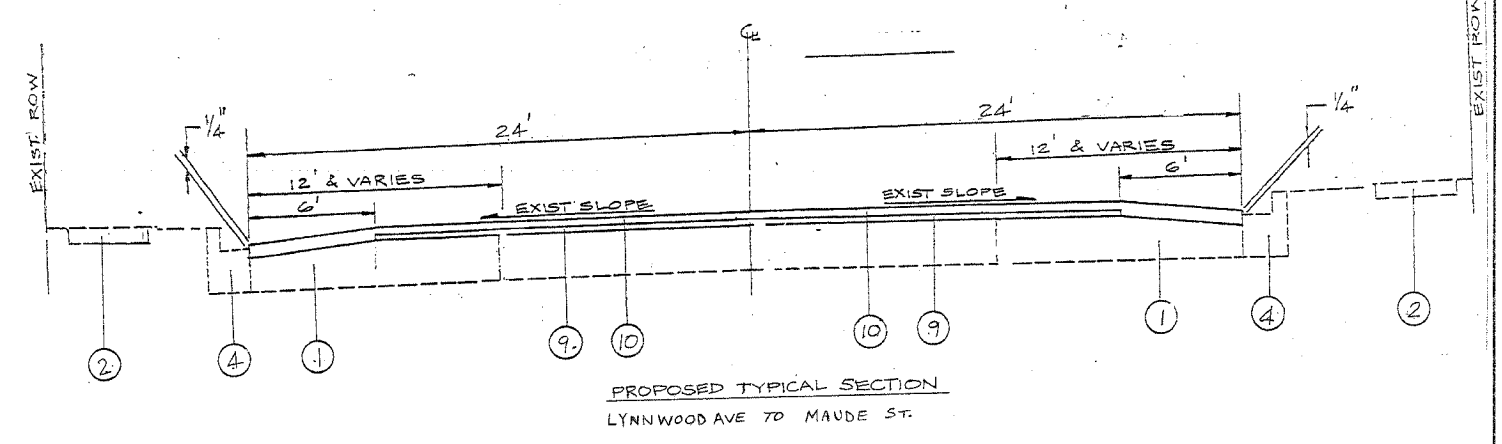 EXIST. ROW
EXIST ROW
℄
1/4"
1/4"
24'
24'
12' & VARIES
12' & VARIES
6'
6'
EXIST SLOPE
EXIST SLOPE
2
4
1
9
10
10
9
1
4
2
PROPOSED TYPICAL SECTION
LYNNWOOD AVE TO MAUDE ST.